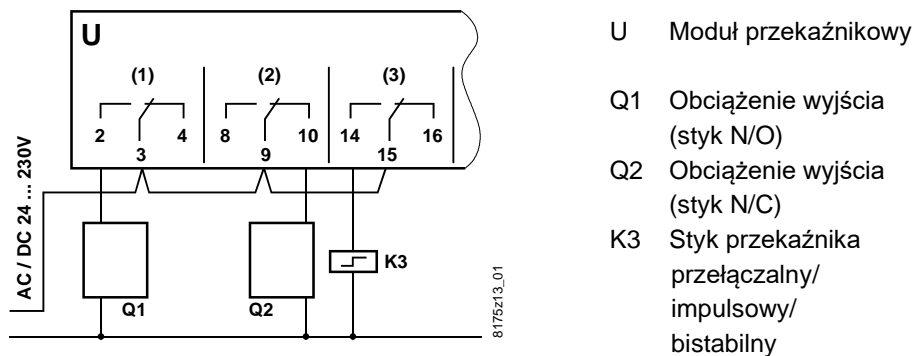 U
(1) (2) (3)
2 4 8 10 14 16
3 9 15
AC / DC 24 ... 230V
Q1
Q2
K3
8175z13_01
U Moduł przekaźnikowy
Q1 Obciążenie wyjścia
(styk N/O)
Q2 Obciążenie wyjścia
(styk N/C)
K3 Styk przekaźnika
przełączalny/
impulsowy/
bistabilny